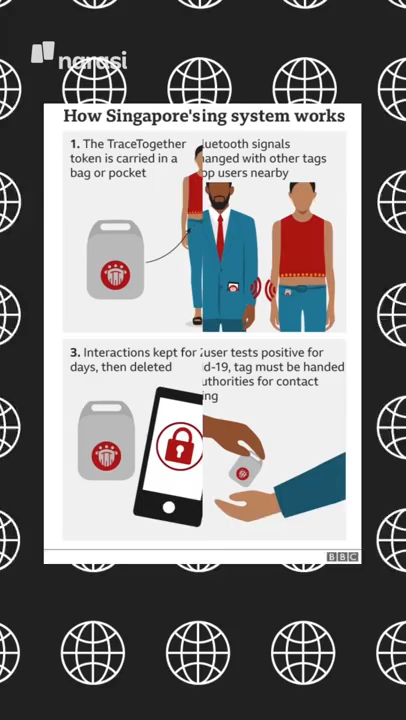 narasi
How Singapore'sing system works
1. The TraceTogether
token is carried in a
bag or pocket
luetooth signals
hanged with other tags
op users nearby
3. Interactions kept for
days, then deleted
user tests positive for
id-19, tag must be handed
uthorities for contact
ing
BBC